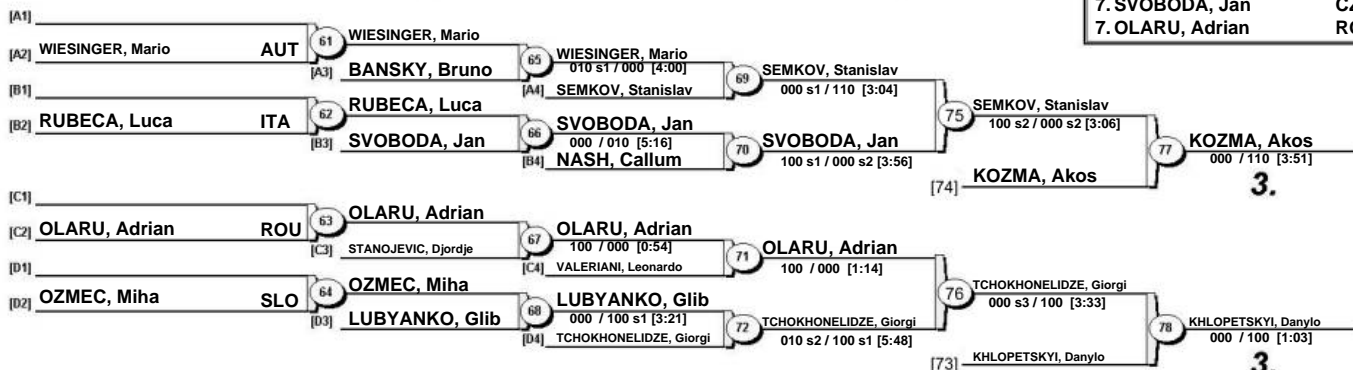 7. SVOBODA, Jan
7. OLARU, Adrian
[A1]
[A2] WIESINGER, Mario AUT
61
WIESINGER, Mario
[A3] BANSKY, Bruno
65
WIESINGER, Mario
010 s1 / 000 [4:00]
[A4] SEMKOV, Stanislav
69
SEMKOV, Stanislav
000 s1 / 110 [3:04]
[B1]
[B2] RUBECA, Luca ITA
62
RUBECA, Luca
[B3] SVOBODA, Jan
66
SVOBODA, Jan
000 / 010 [5:16]
[B4] NASH, Callum
70
SVOBODA, Jan
100 s1 / 000 s2 [3:56]
75
SEMKOV, Stanislav
100 s2 / 000 s2 [3:06]
[74] KOZMA, Akos
77
KOZMA, Akos
000 / 110 [3:51]
3.
[C1]
[C2] OLARU, Adrian ROU
63
OLARU, Adrian
[C3] STANOJEVIC, Djordje
67
OLARU, Adrian
100 / 000 [0:54]
[C4] VALERIANI, Leonardo
71
OLARU, Adrian
100 / 000 [1:14]
[D1]
[D2] OZMEC, Miha SLO
64
OZMEC, Miha
[D3] LUBYANKO, Glib
68
LUBYANKO, Glib
000 / 100 s1 [3:21]
[D4] TCHOKHONELIDZE, Giorgi
72
TCHOKHONELIDZE, Giorgi
010 s2 / 100 s1 [5:48]
76
TCHOKHONELIDZE, Giorgi
000 s3 / 100 [3:33]
[73] KHLOPETSKYI, Danylo
78
KHLOPETSKYI, Danylo
000 / 100 [1:03]
3.